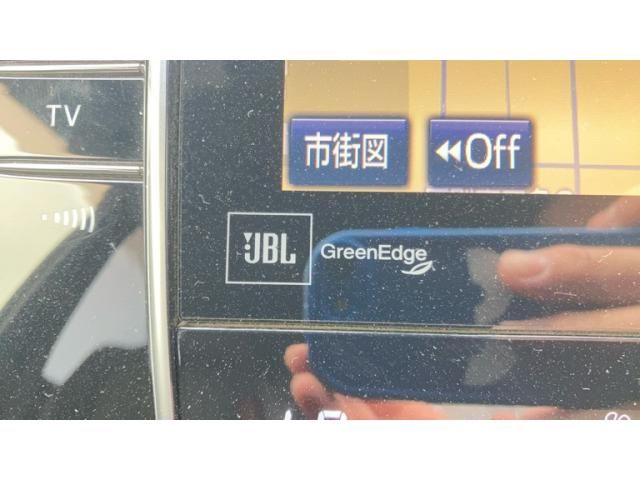 TV
市街図
◀◀Off
JBL
GreenEdge